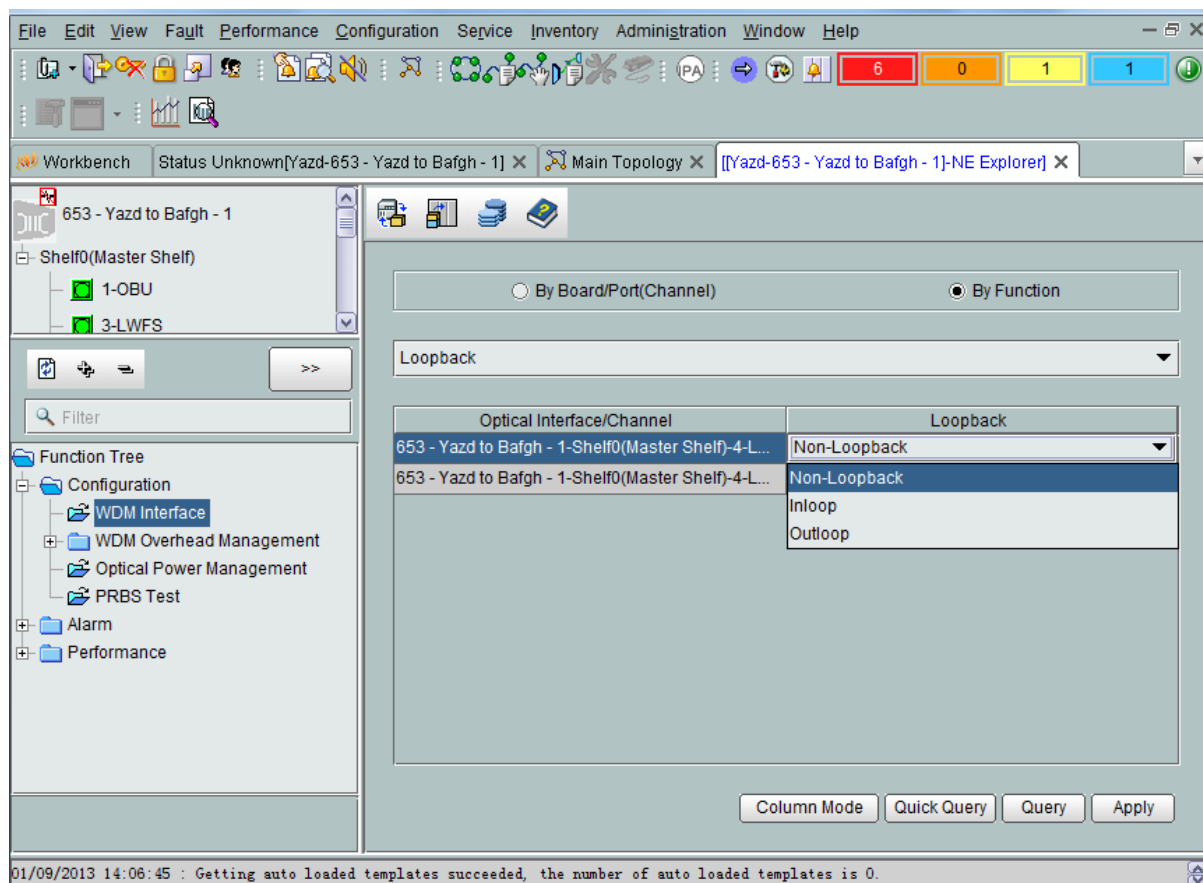 File Edit View Fault Performance Configuration Service Inventory Administration Window Help
PA 6 0 1 1
Workbench Status Unknown[Yazd-653 - Yazd to Bafgh - 1] Main Topology [[Yazd-653 - Yazd to Bafgh - 1]-NE Explorer]
653 - Yazd to Bafgh - 1
Shelf0(Master Shelf)
1-OBU
3-LWFS
>>
Filter
Function Tree
Configuration
WDM Interface
WDM Overhead Management
Optical Power Management
PRBS Test
Alarm
Performance
By Board/Port(Channel) By Function
Loopback
Optical Interface/Channel Loopback
653 - Yazd to Bafgh - 1-Shelf0(Master Shelf)-4-L... Non-Loopback
653 - Yazd to Bafgh - 1-Shelf0(Master Shelf)-4-L... Non-Loopback
Inloop
Outloop
Column Mode Quick Query Query Apply
01/09/2013 14:06:45 : Getting auto loaded templates succeeded, the number of auto loaded templates is 0.